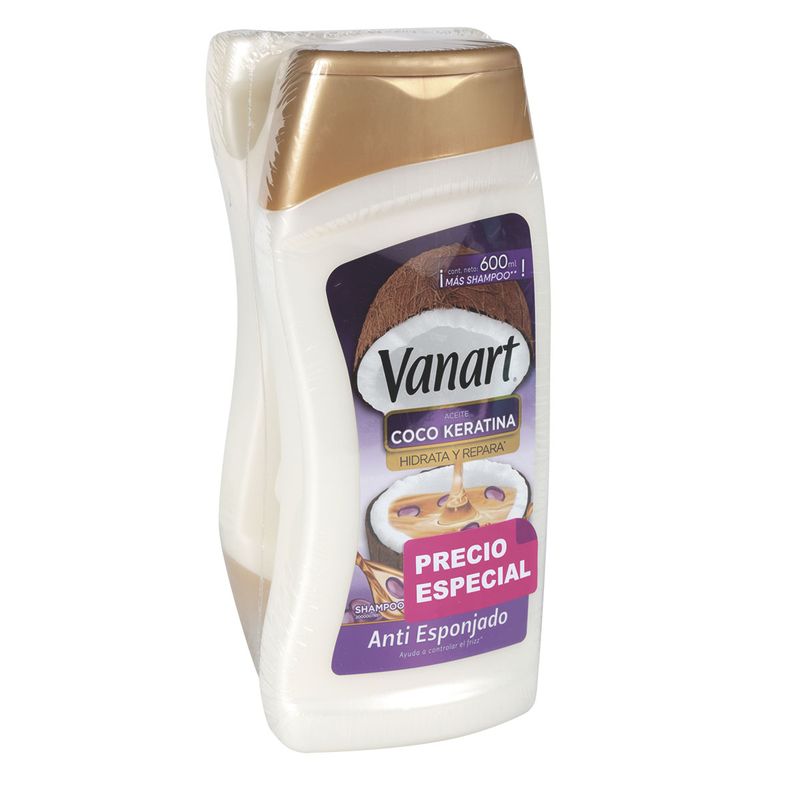 cont. neto: 600 ml
¡MÁS SHAMPOO**!
Vanart®
ACEITE
COCO KERATINA
HIDRATA Y REPARA*
PRECIO
ESPECIAL
SHAMPOO
Anti Esponjado
Ayuda a controlar el frizz*